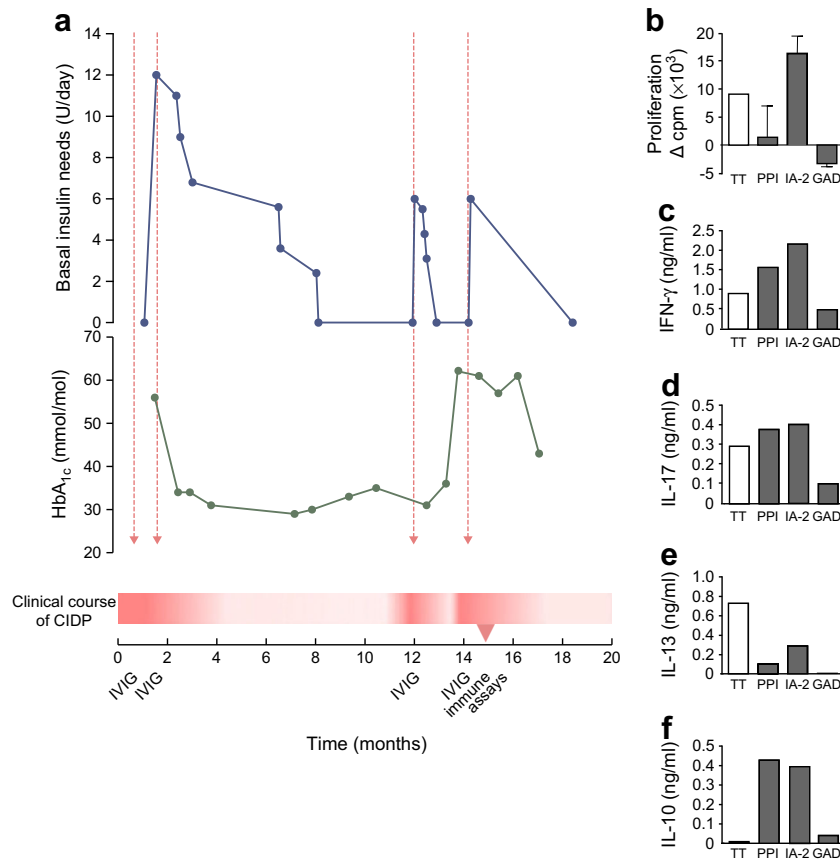 a
Basal insulin needs (U/day)
14
12
10
8
6
4
2
0
HbA1c (mmol/mol)
70
60
50
40
30
20
Clinical course
of CIDP
0 2 4 6 8 10 12 14 16 18 20
IVIG IVIG IVIG IVIG
immune
assays
Time (months)
b
Proliferation
Δ cpm (×10³)
20
15
10
5
0
-5
TT PPI IA-2 GAD
c
IFN-γ (ng/ml)
2.5
2.0
1.5
1.0
0.5
0
TT PPI IA-2 GAD
d
IL-17 (ng/ml)
0.5
0.4
0.3
0.2
0.1
0
TT PPI IA-2 GAD
e
IL-13 (ng/ml)
1.0
0.8
0.6
0.4
0.2
0
TT PPI IA-2 GAD
f
IL-10 (ng/ml)
0.5
0.4
0.3
0.2
0.1
0
TT PPI IA-2 GAD